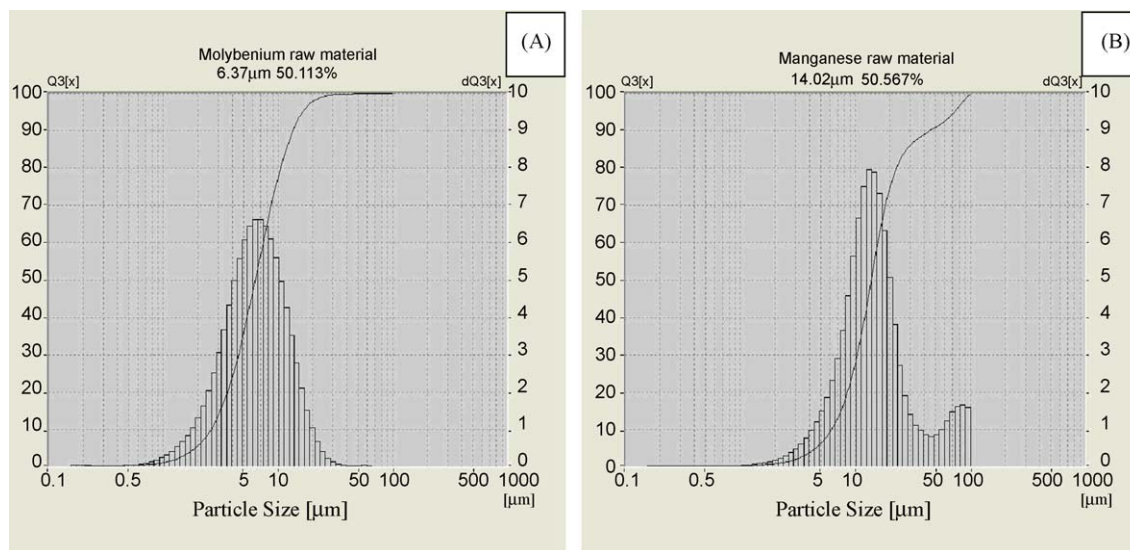 (A)
Molybenium raw material
6.37μm 50.113%
Q3[x]
dQ3[x]
100
90
80
70
60
50
40
30
20
10
0
10
9
8
7
6
5
4
3
2
1
0
0.1 0.5 5 10 50 100 500 1000
[μm]
Particle Size [μm]
(B)
Manganese raw material
14.02μm 50.567%
Q3[x]
dQ3[x]
100
90
80
70
60
50
40
30
20
10
0
10
9
8
7
6
5
4
3
2
1
0
0.1 0.5 5 10 50 100 500 1000
[μm]
Particle Size [μm]